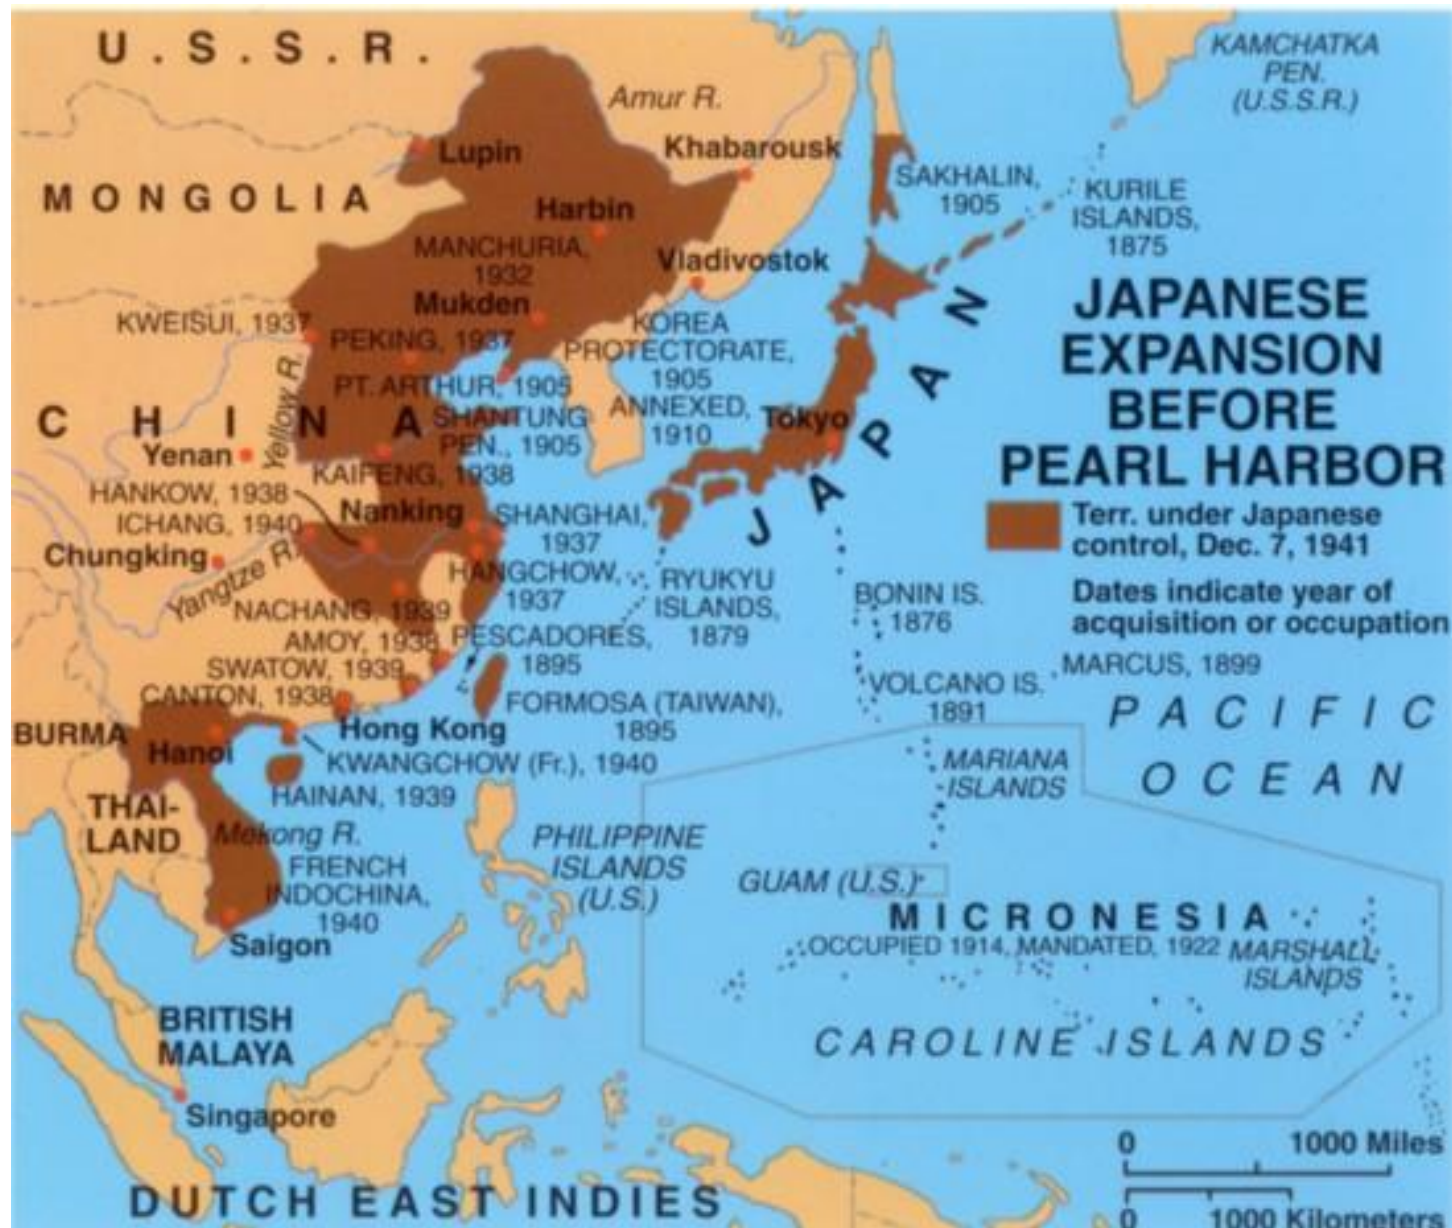 U.S.S.R.
KAMCHATKA
PEN.
(U.S.S.R.)
Amur R.
Lupin
Khabarousk
MONGOLIA
SAKHALIN,
1905
KURILE
ISLANDS,
1875
Harbin
MANCHURIA,
1932
Vladivostok
Mukden
KWEISUI, 1937
PEKING, 1937
KOREA
PROTECTORATE,
1905
ANNEXED,
1910
PT. ARTHUR, 1905
JAPAN
JAPANESE
EXPANSION
BEFORE
PEARL HARBOR
Terr. under Japanese
control, Dec. 7, 1941
Dates indicate year of
acquisition or occupation
CHINA
Yellow R.
SHANTUNG
PEN., 1905
Tokyo
Yenan
KAIFENG, 1938
HANKOW, 1938
Nanking
ICHANG, 1940
SHANGHAI,
1937
Chungking
Yangtze R.
HANGCHOW,
1937
RYUKYU
ISLANDS,
1879
BONIN IS.
1876
NACHANG, 1939
AMOY, 1938
PESCADORES,
1895
MARCUS, 1899
SWATOW, 1939
CANTON, 1938
FORMOSA (TAIWAN),
1895
VOLCANO IS.
1891
PACIFIC
OCEAN
BURMA
Hanoi
Hong Kong
KWANGCHOW (Fr.), 1940
HAINAN, 1939
MARIANA
ISLANDS
THAI-
LAND
Mekong R.
PHILIPPINE
ISLANDS
(U.S.)
FRENCH
INDOCHINA,
1940
GUAM (U.S.)
Saigon
MICRONESIA
OCCUPIED 1914, MANDATED, 1922
MARSHALL
ISLANDS
CAROLINE ISLANDS
BRITISH
MALAYA
Singapore
DUTCH EAST INDIES
0 1000 Miles
0 1000 Kilometers